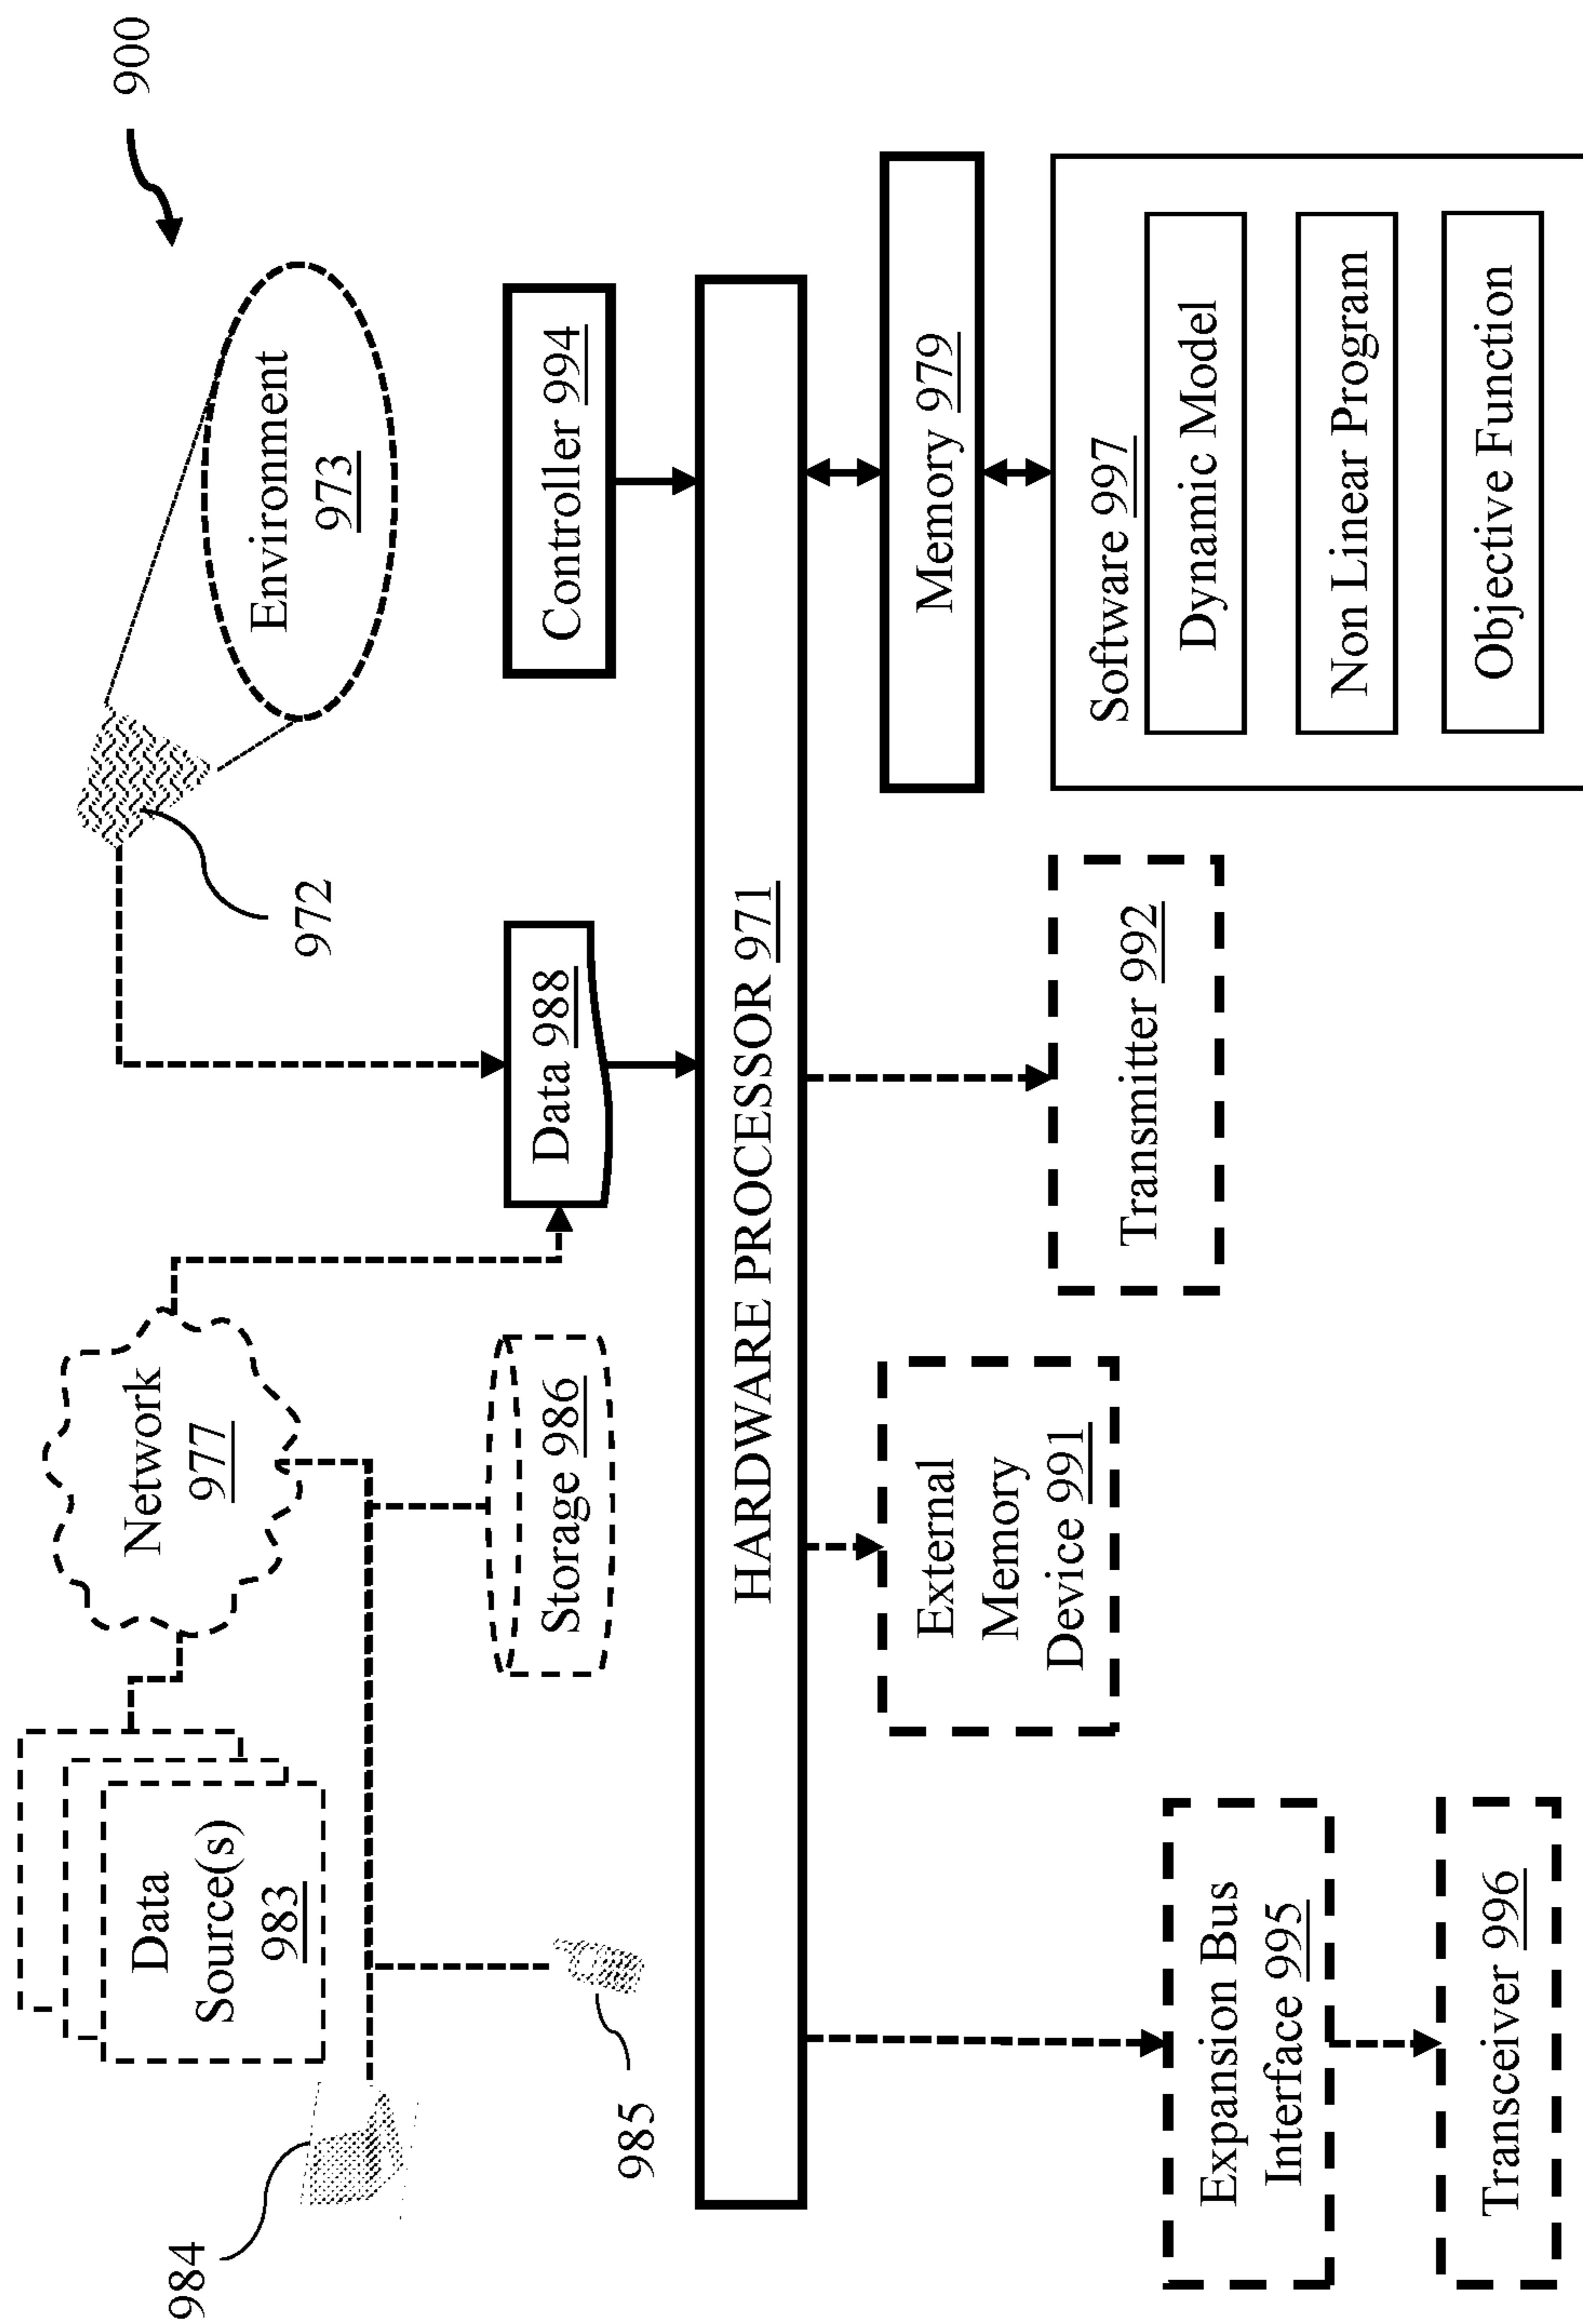 900
Data
Source(s)
983
Network
977
972
Environment
973
984
985
Storage 986
Data 988
Controller 994
HARDWARE PROCESSOR 971
External
Memory
Device 991
Transmitter 992
Memory 979
Expansion Bus
Interface 995
Transceiver 996
Software 997
Dynamic Model
Non Linear Program
Objective Function